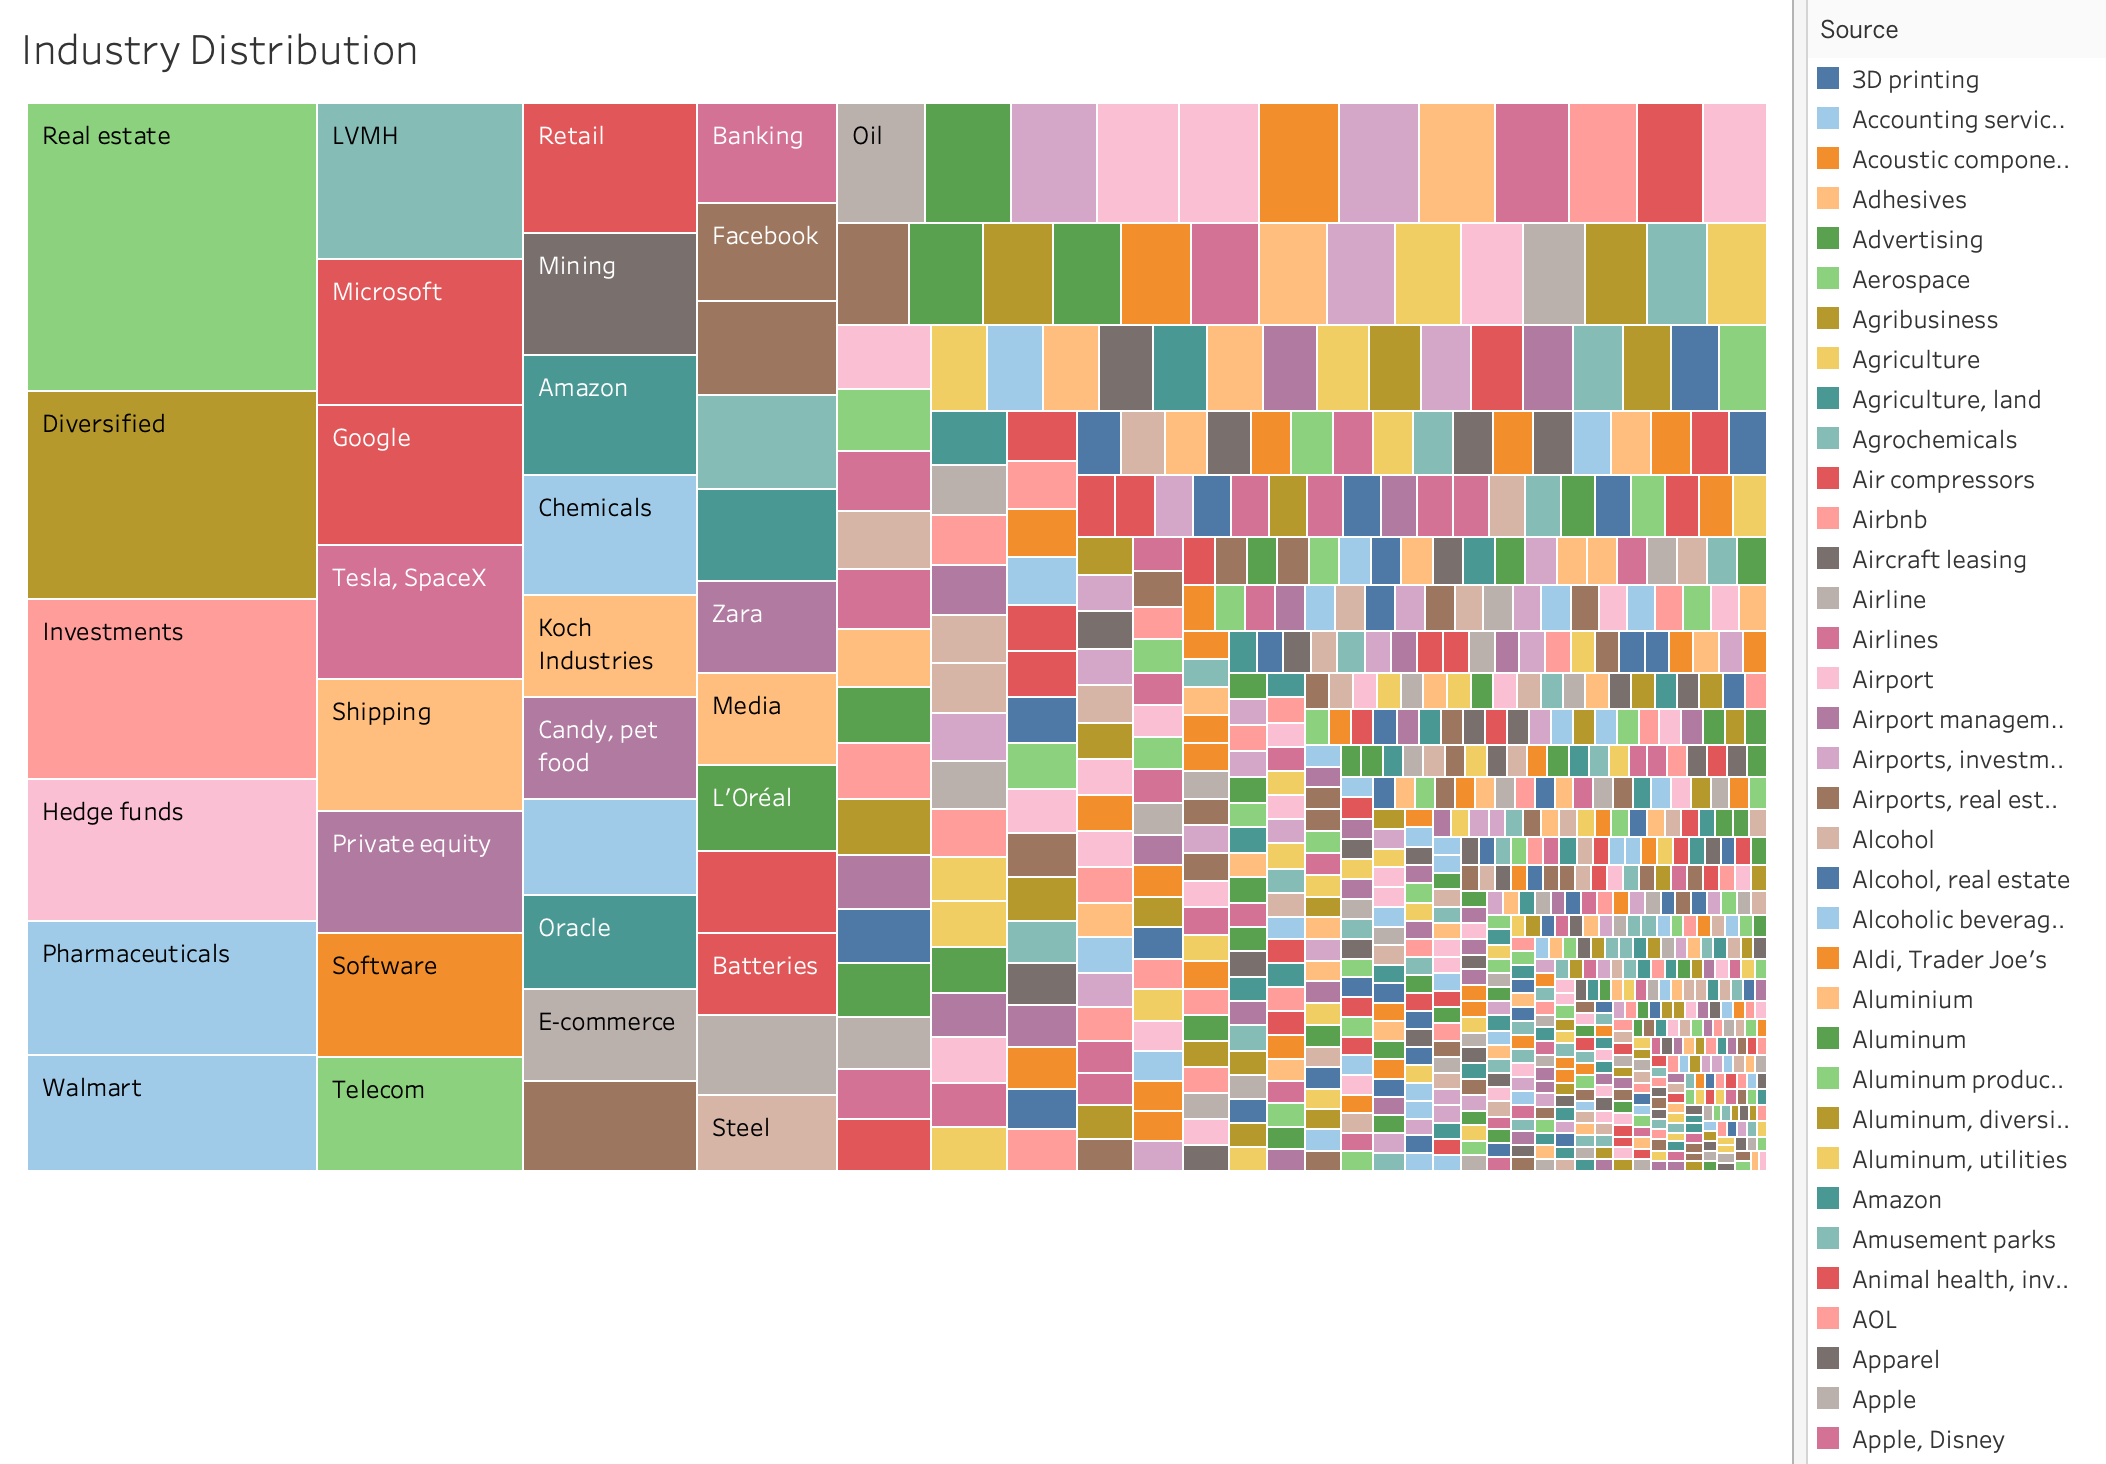 Industry Distribution
Real estate
Diversified
Investments
Hedge funds
Pharmaceuticals
Walmart
LVMH
Microsoft
Google
Tesla, SpaceX
Shipping
Private equity
Software
Telecom
Retail
Mining
Amazon
Chemicals
Koch
Industries
Candy, pet
food
Oracle
E-commerce
Banking
Facebook
Zara
Media
L'Oréal
Batteries
Steel
Oil
Source
3D printing
Accounting servic..
Acoustic compone..
Adhesives
Advertising
Aerospace
Agribusiness
Agriculture
Agriculture, land
Agrochemicals
Air compressors
Airbnb
Aircraft leasing
Airline
Airlines
Airport
Airport managem..
Airports, investm..
Airports, real est..
Alcohol
Alcohol, real estate
Alcoholic beverag..
Aldi, Trader Joe's
Aluminium
Aluminum
Aluminum produc..
Aluminum, diversi..
Aluminum, utilities
Amazon
Amusement parks
Animal health, inv..
AOL
Apparel
Apple
Apple, Disney